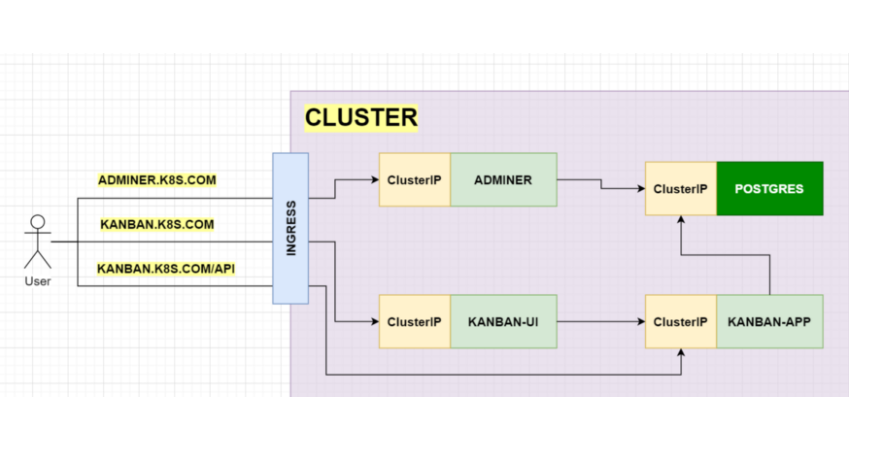 CLUSTER
ADMINER.K8S.COM
KANBAN.K8S.COM
KANBAN.K8S.COM/API
User
INGRESS
ClusterIP
ADMINER
ClusterIP
POSTGRES
ClusterIP
KANBAN-UI
ClusterIP
KANBAN-APP